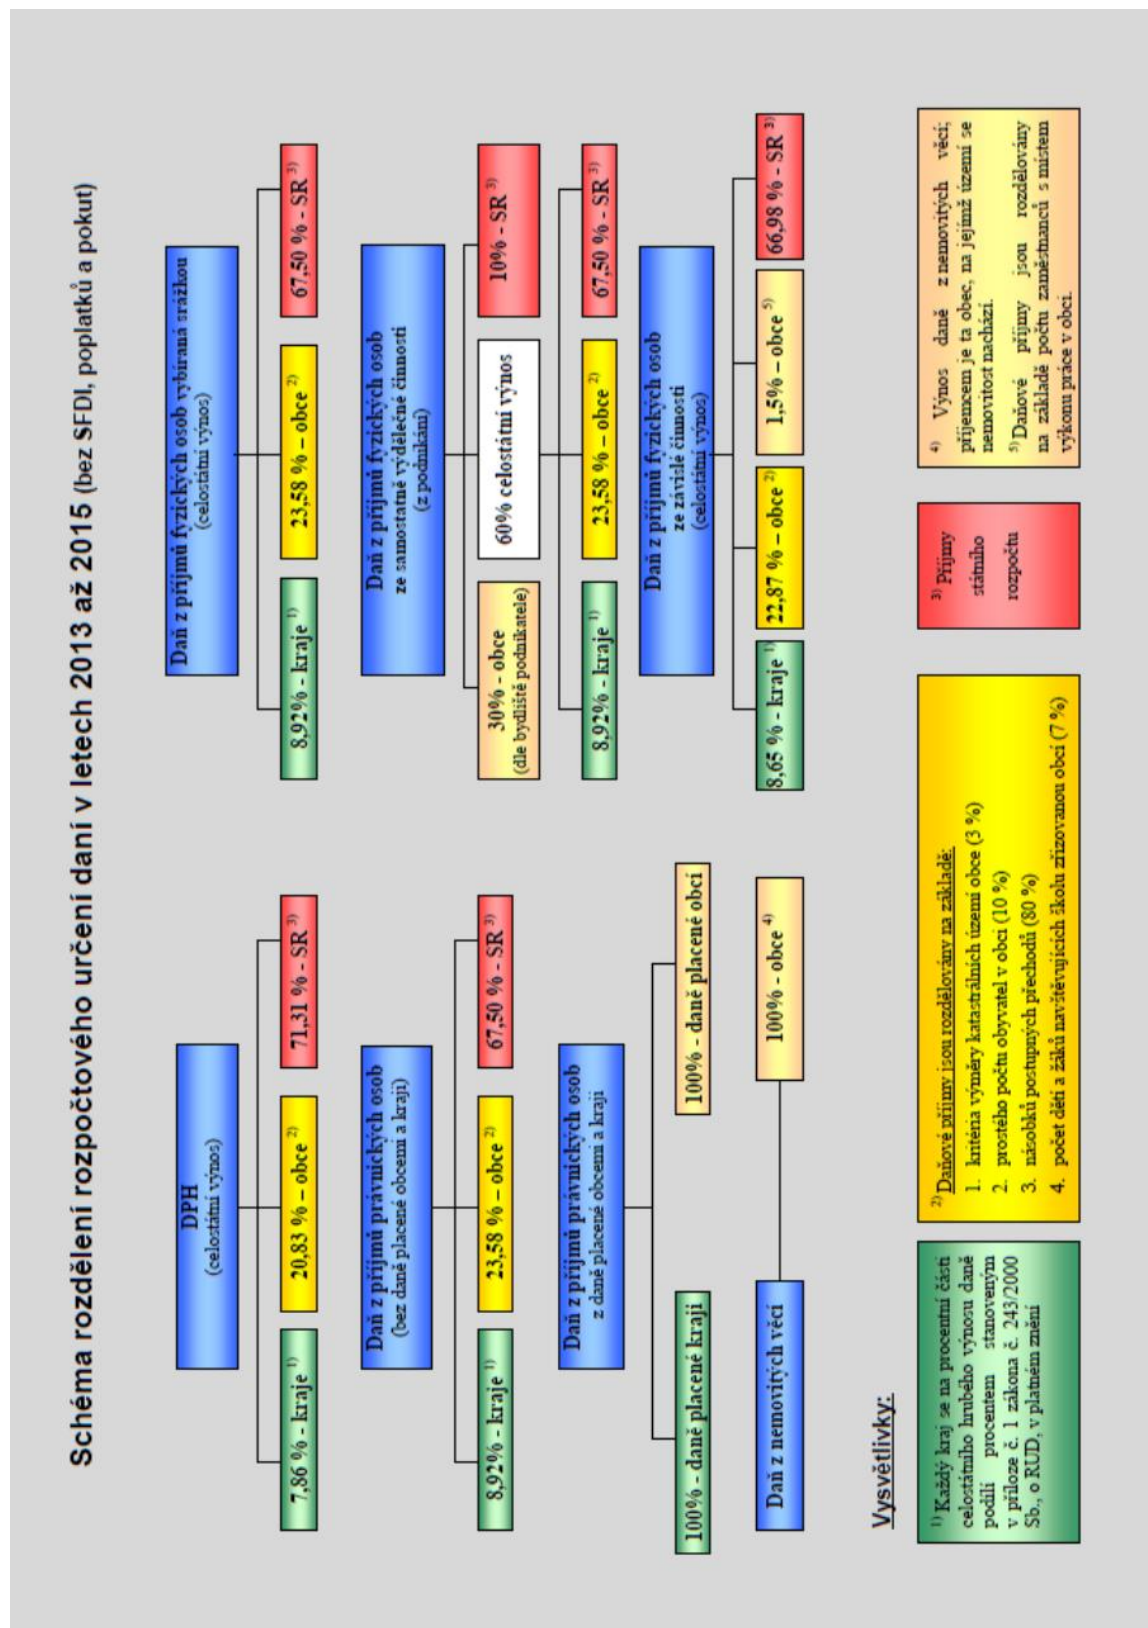 Schéma rozdělení rozpočtového určení daní v letech 2013 až 2015 (bez SFDI, poplatků a pokut)
DPH
(celostátní výnos)
7,86 % - kraje 1)
20,83 % – obce 2)
71,31 % - SR 3)
Daň z příjmů právnických osob
(bez daně placené obcemi a kraji)
8,92% - kraje 1)
23,58 % – obce 2)
67,50 % - SR 3)
Daň z příjmů právnických osob
z daně placené obcemi a kraji
100% - daně placené kraji
100% - daně placené obcí
Daň z nemovitých věcí
100% - obce 4)
Daň z příjmů fyzických osob vybíraná srážkou
(celostátní výnos)
8,92% - kraje 1)
23,58 % – obce 2)
67,50 % - SR 3)
Daň z příjmů fyzických osob
ze samostatně výdělečné činnosti
(z podnikání)
30% - obce
(dle bydliště podnikatele)
60% celostátní výnos
10% - SR 3)
8,92% - kraje 1)
23,58 % – obce 2)
67,50 % - SR 3)
Daň z příjmů fyzických osob
ze závislé činnosti
(celostátní výnos)
8,65 % - kraje 1)
22,87 % – obce 2)
1,5% – obce 5)
66,98 % - SR 3)
Vysvětlivky:
1) Každý kraj se na procentní části
celostátního hrubého výnosu daně
podílí procentem stanoveným
v příloze č. 1 zákona č. 243/2000
Sb., o RUD, v platném znění
2) Daňové příjmy jsou rozdělovány na základě:
1. kritéria výměry katastrálních území obce (3 %)
2. prostého počtu obyvatel v obci (10 %)
3. násobků postupných přechodů (80 %)
4. počet dětí a žáků navštěvujících školu zřizovanou obcí (7 %)
3) Příjmy
státního
rozpočtu
4) Výnos daně z nemovitých věcí;
příjemcem je ta obec, na jejímž území se
nemovitost nachází.
5) Daňové příjmy jsou rozdělovány
na základě počtu zaměstnanců s místem
výkonu práce v obci.